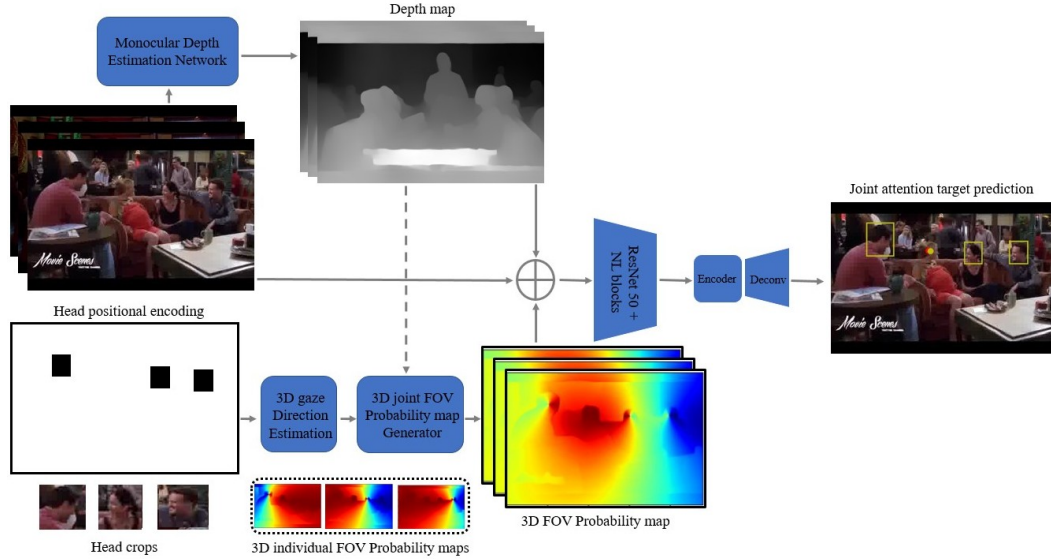 Depth map
Monocular Depth
Estimation Network
Movie Scenes
Joint attention target prediction
ResNet 50 +
NL blocks
Encoder
Deconv
Movie Scenes
Head positional encoding
3D gaze
Direction
Estimation
3D joint FOV
Probability map
Generator
3D FOV Probability map
Head crops
3D individual FOV Probability maps